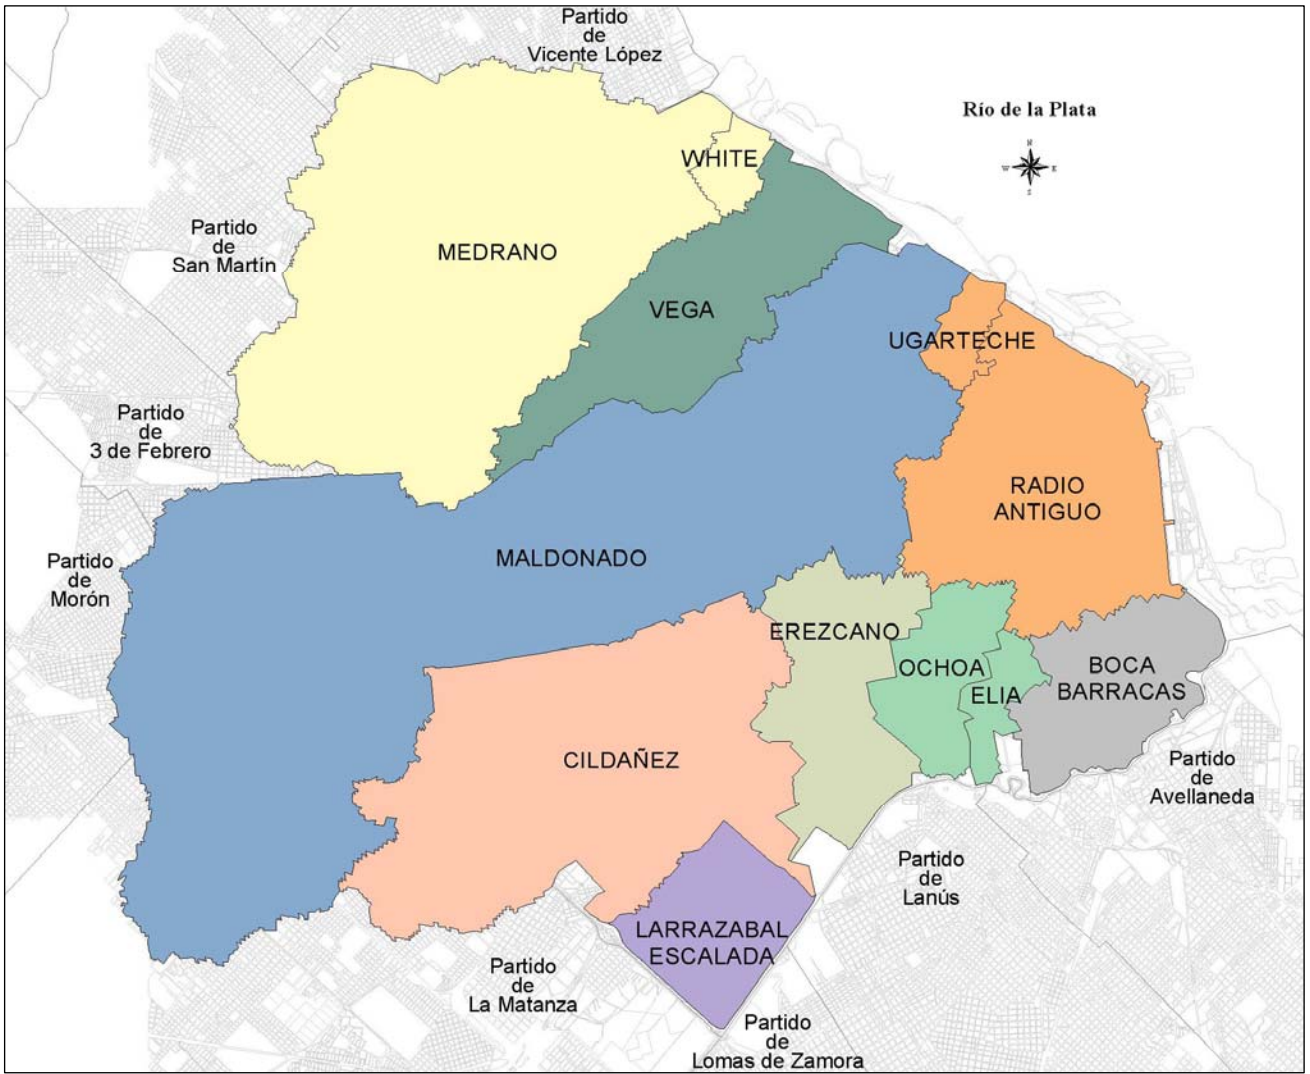 Partido
de
Vicente López
Río de la Plata
N
W
E
S
WHITE
Partido
de
San Martín
MEDRANO
VEGA
UGARTECHE
Partido
de
3 de Febrero
RADIO
ANTIGUO
MALDONADO
Partido
de
Morón
EREZCANO
OCHOA
ELIA
BOCA
BARRACAS
CILDAÑEZ
Partido
de
Avellaneda
Partido
de
Lanús
LARRAZABAL
ESCALADA
Partido
de
La Matanza
Partido
de
Lomas de Zamora